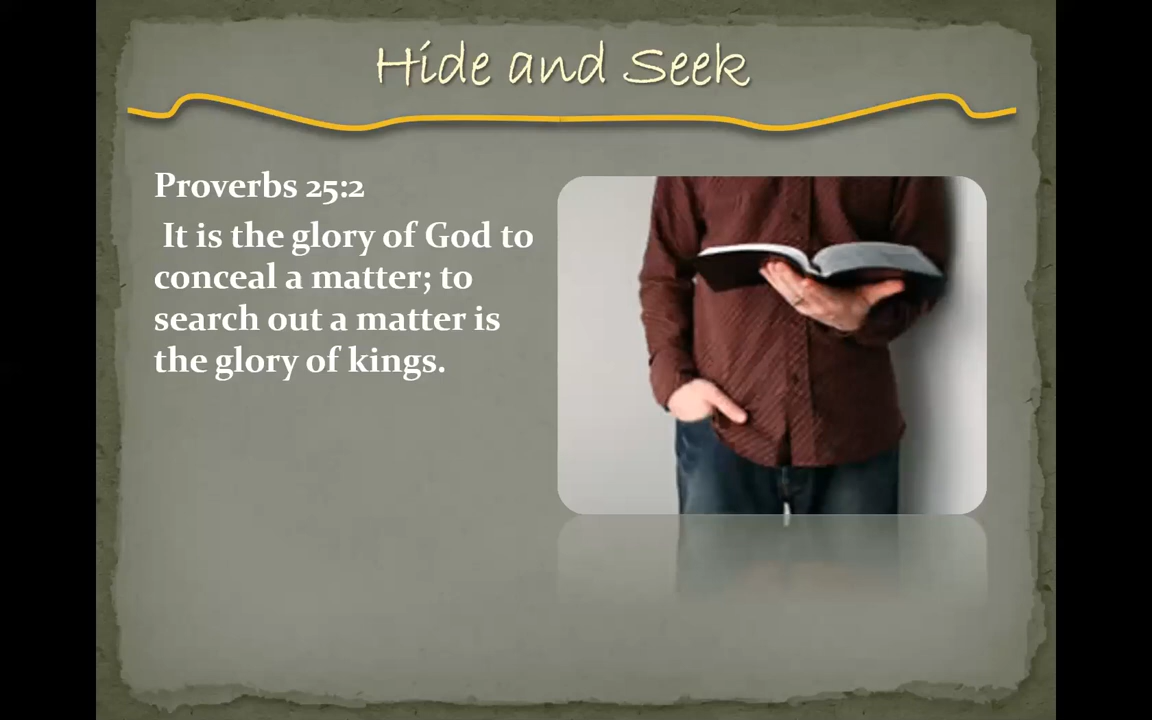 Hide and Seek
Proverbs 25:2
It is the glory of God to
conceal a matter; to
search out a matter is
the glory of kings.